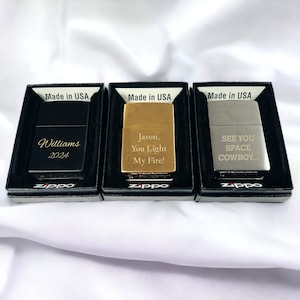 Made in USA
Williams
2024
zippo
Made in USA
Jason,
You Light
My Fire!
zippo
Made in USA
SEE YOU
SPACE
COWBOY...
zippo